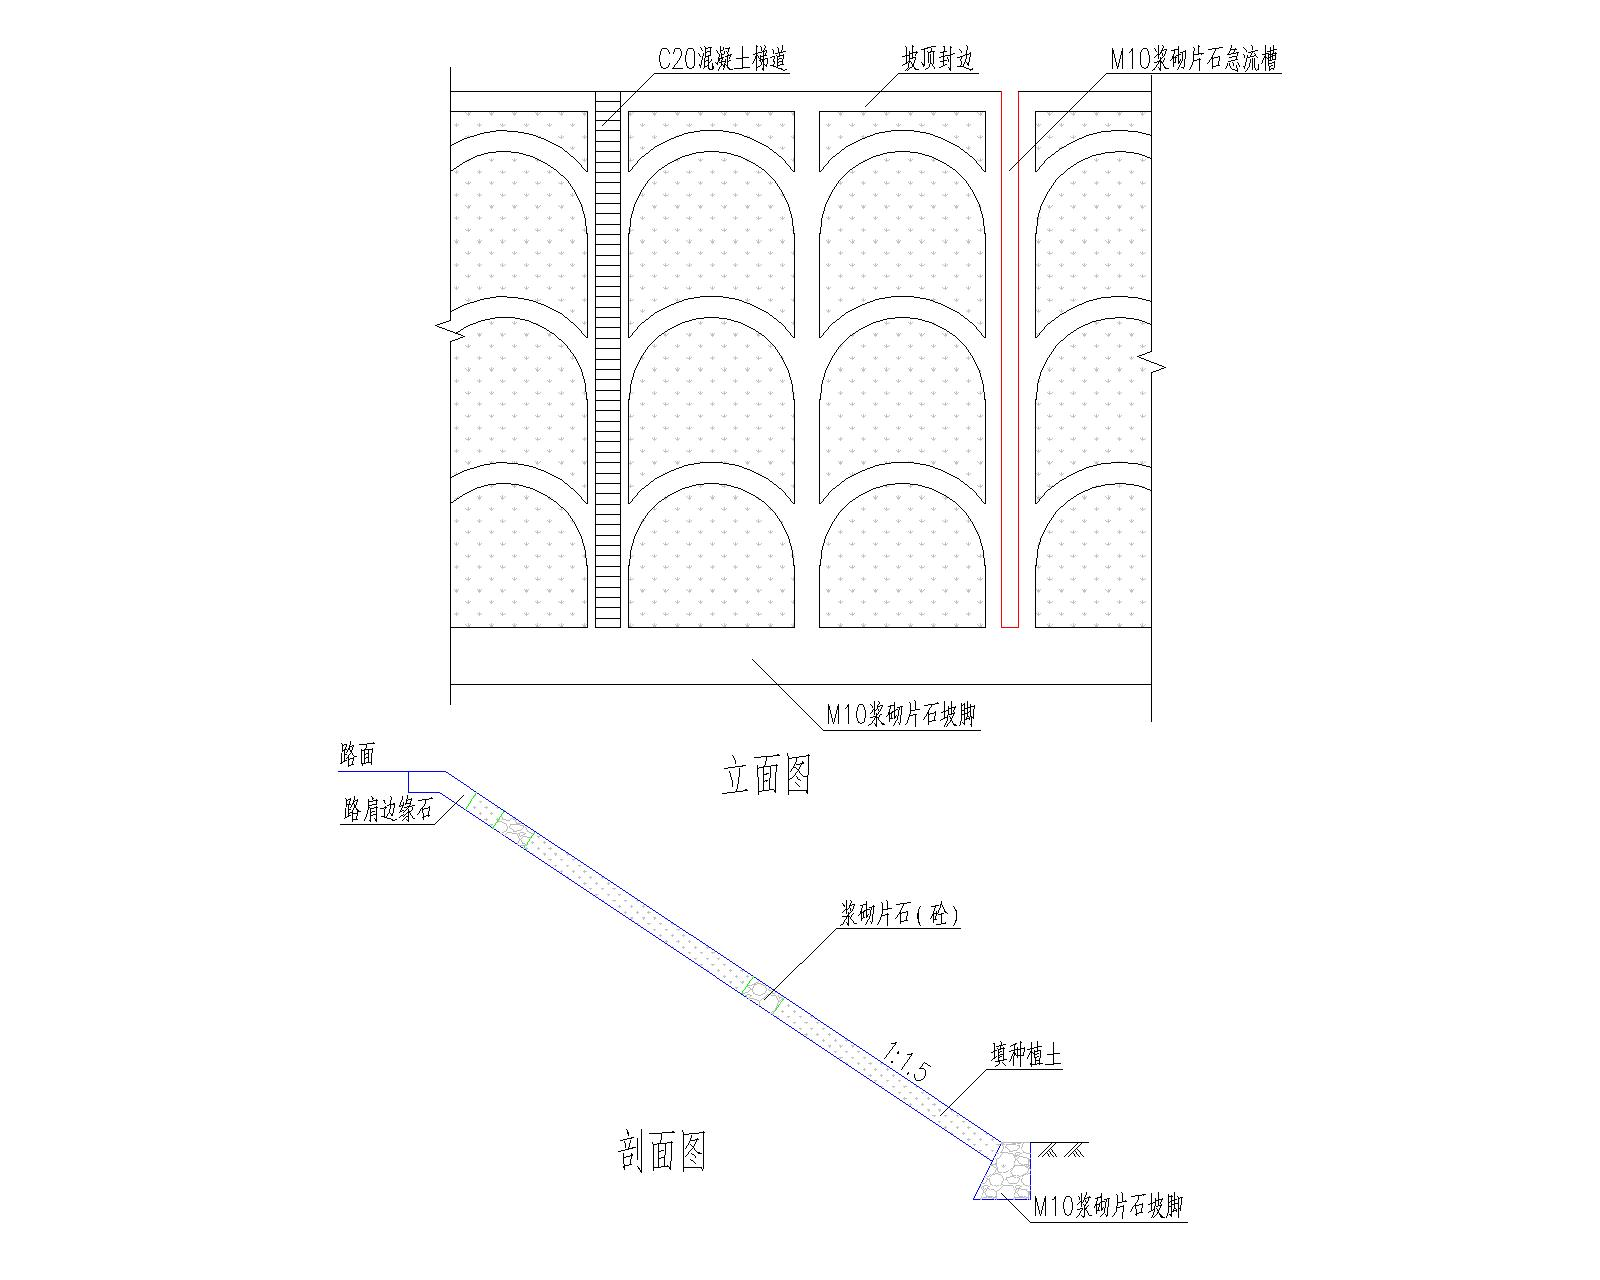 C20混凝土梯道
坡顶封边
M10浆砌片石急流槽
M10浆砌片石坡脚
立面图
路面
路肩边缘石
浆砌片石(砼)
1:1.5
填种植土
剖面图
M10浆砌片石坡脚